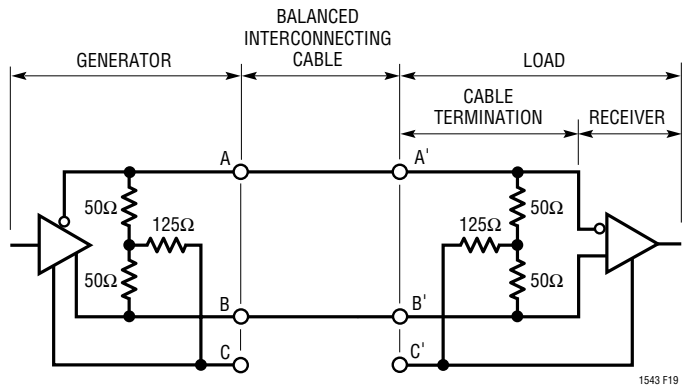 BALANCED
INTERCONNECTING
CABLE
GENERATOR
LOAD
CABLE
TERMINATION
RECEIVER
A
A'
50Ω
125Ω
50Ω
125Ω
50Ω
50Ω
B
B'
C
C'
1543 F19